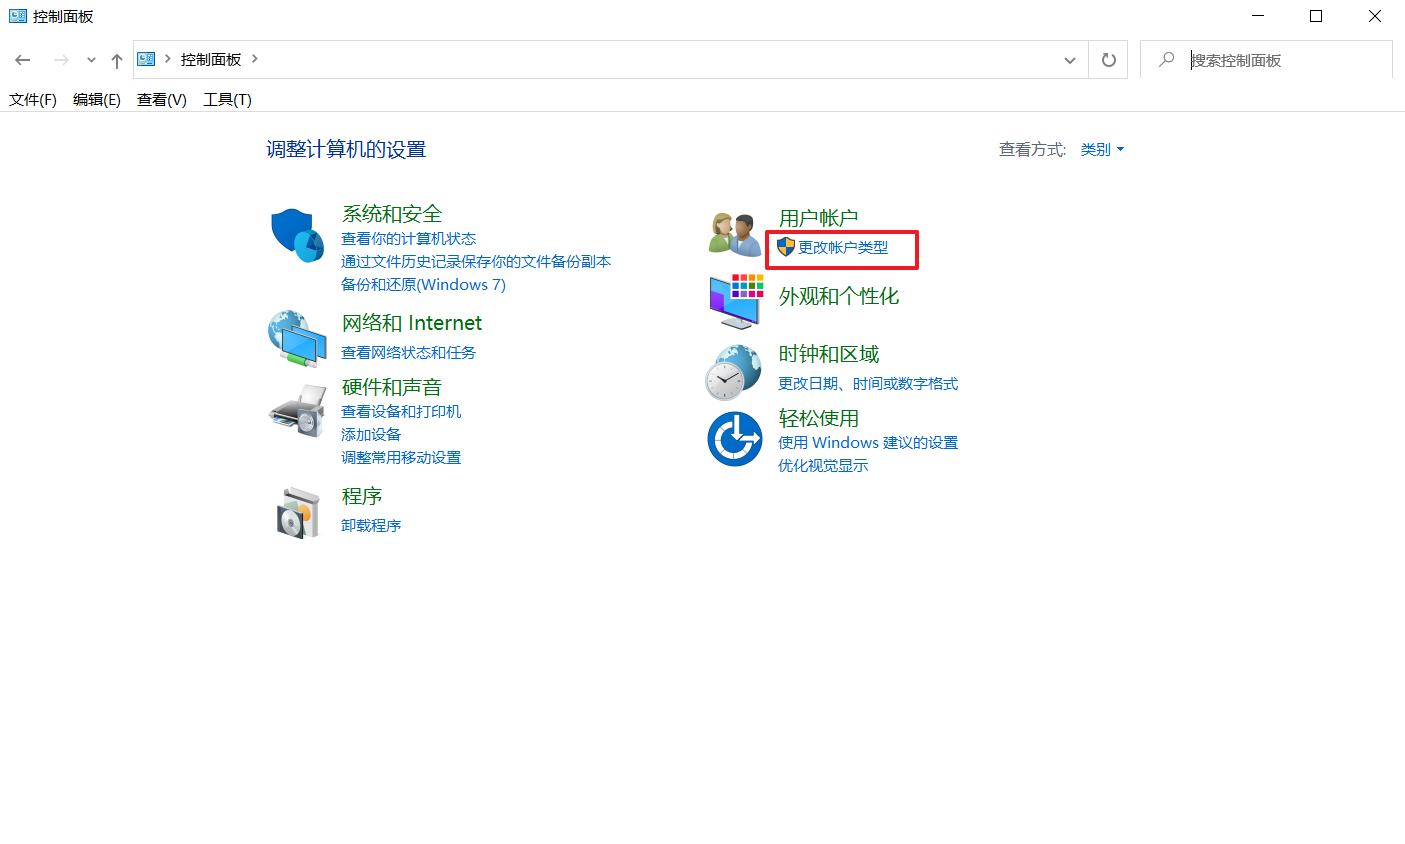 控制面板
控制面板
搜索控制面板
文件(F) 编辑(E) 查看(V) 工具(T)
调整计算机的设置
查看方式: 类别
系统和安全
查看你的计算机状态
通过文件历史记录保存你的文件备份副本
备份和还原(Windows 7)
网络和 Internet
查看网络状态和任务
硬件和声音
查看设备和打印机
添加设备
调整常用移动设置
程序
卸载程序
用户帐户
更改帐户类型
外观和个性化
时钟和区域
更改日期、时间或数字格式
轻松使用
使用 Windows 建议的设置
优化视觉显示